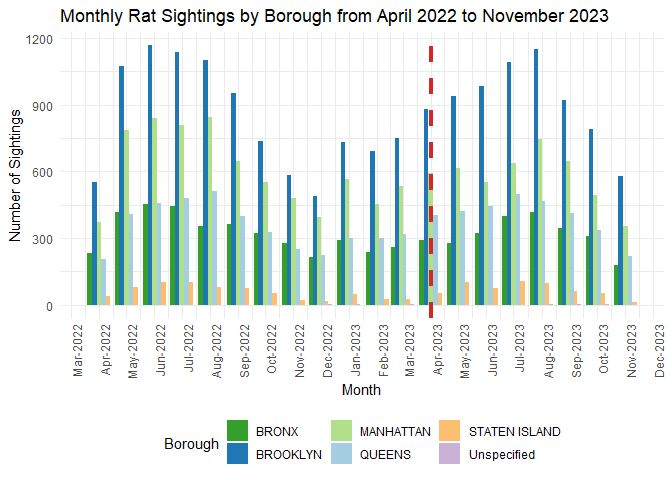 Monthly Rat Sightings by Borough from April 2022 to November 2023
1200
900
600
300
0
Number of Sightings
Mar-2022
Apr-2022
May-2022
Jun-2022
Jul-2022
Aug-2022
Sep-2022
Oct-2022
Nov-2022
Dec-2022
Jan-2023
Feb-2023
Mar-2023
Apr-2023
May-2023
Jun-2023
Jul-2023
Aug-2023
Sep-2023
Oct-2023
Nov-2023
Dec-2023
Month
Borough
BRONX
MANHATTAN
STATEN ISLAND
BROOKLYN
QUEENS
Unspecified